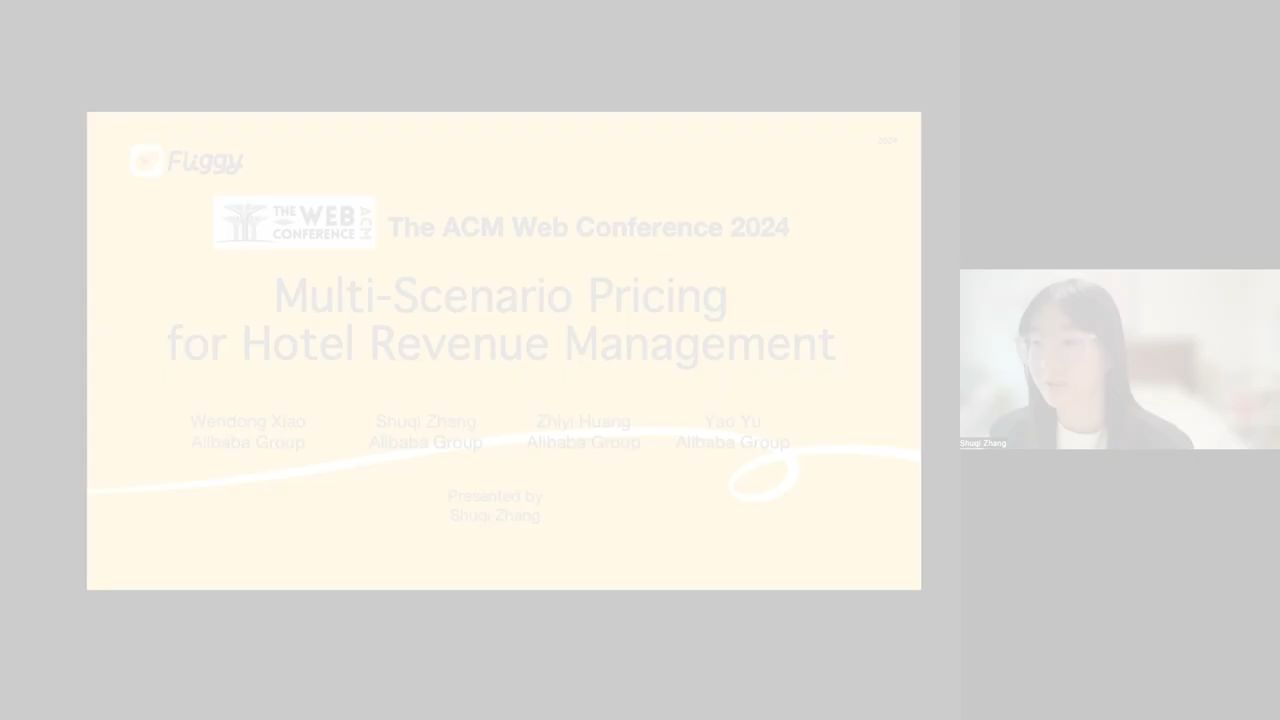 Fliggy
2024
THE WEB CONFERENCE ACM
The ACM Web Conference 2024
Multi-Scenario Pricing
for Hotel Revenue Management
Wendong Xiao Shuqi Zhang Zhiyi Huang Yao Yu
Alibaba Group Alibaba Group Alibaba Group Alibaba Group
Presented by
Shuqi Zhang
Shuqi Zhang